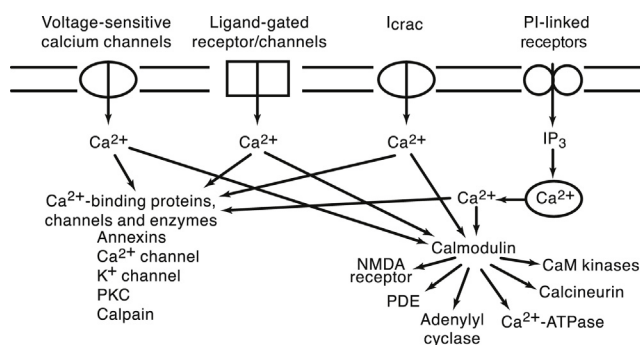 Voltage-sensitive
calcium channels
Ligand-gated
receptor/channels
Icrac
PI-linked
receptors
Ca2+
Ca2+
Ca2+
IP3
Ca2+
Ca2+
Ca2+-binding proteins,
channels and enzymes
Annexins
Ca2+ channel
K+ channel
PKC
Calpain
Calmodulin
NMDA
receptor
PDE
Adenylyl
cyclase
Ca2+-ATPase
Calcineurin
CaM kinases